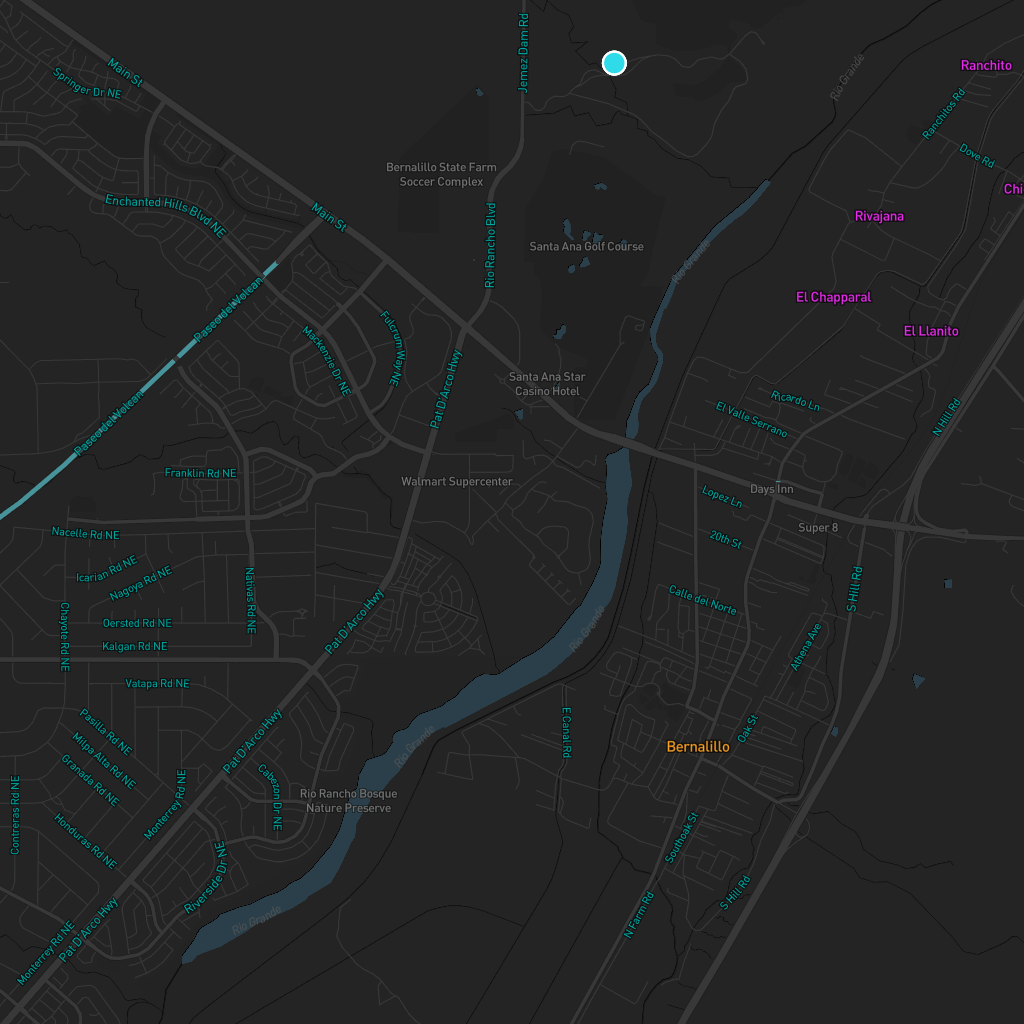 Jemez Dam Rd
Main St
Springer Dr NE
Ranchito
Rio Grande
Ranchitos Rd
Dove Rd
Bernalillo State Farm
Soccer Complex
Chi
Enchanted Hills Blvd NE
Main St
Rivajana
Rio Rancho Blvd
Santa Ana Golf Course
Rio Grande
Paseo del Volcan
El Chapparal
El Llanito
Fulcrum Way NE
Mackenzie Dr NE
Pat D'Arco Hwy
Santa Ana Star
Casino Hotel
Ricardo Ln
El Valle Serrano
N Hill Rd
Paseo del Volcan
Franklin Rd NE
Walmart Supercenter
Days Inn
Lopez Ln
Super 8
Nacelle Rd NE
20th St
Icarian Rd NE
Nagoya Rd NE
Nativas Rd NE
S Hill Rd
Calle del Norte
Chayote Rd NE
Oersted Rd NE
Pat D'Arco Hwy
Rio Grande
Kalgan Rd NE
Athena Ave
Vatapa Rd NE
Pasilla Rd NE
Milpa Alta Rd NE
Granada Rd NE
Pat D'Arco Hwy
Rio Grande
E Canal Rd
Oak St
Bernalillo
Contreras Rd NE
Monterrey Rd NE
Cabezon Dr NE
Rio Rancho Bosque
Nature Preserve
Honduras Rd NE
Southoak St
Riverside Dr NE
S Hill Rd
Rio Grande
N Farm Rd
Pat D'Arco Hwy
Monterrey Rd NE